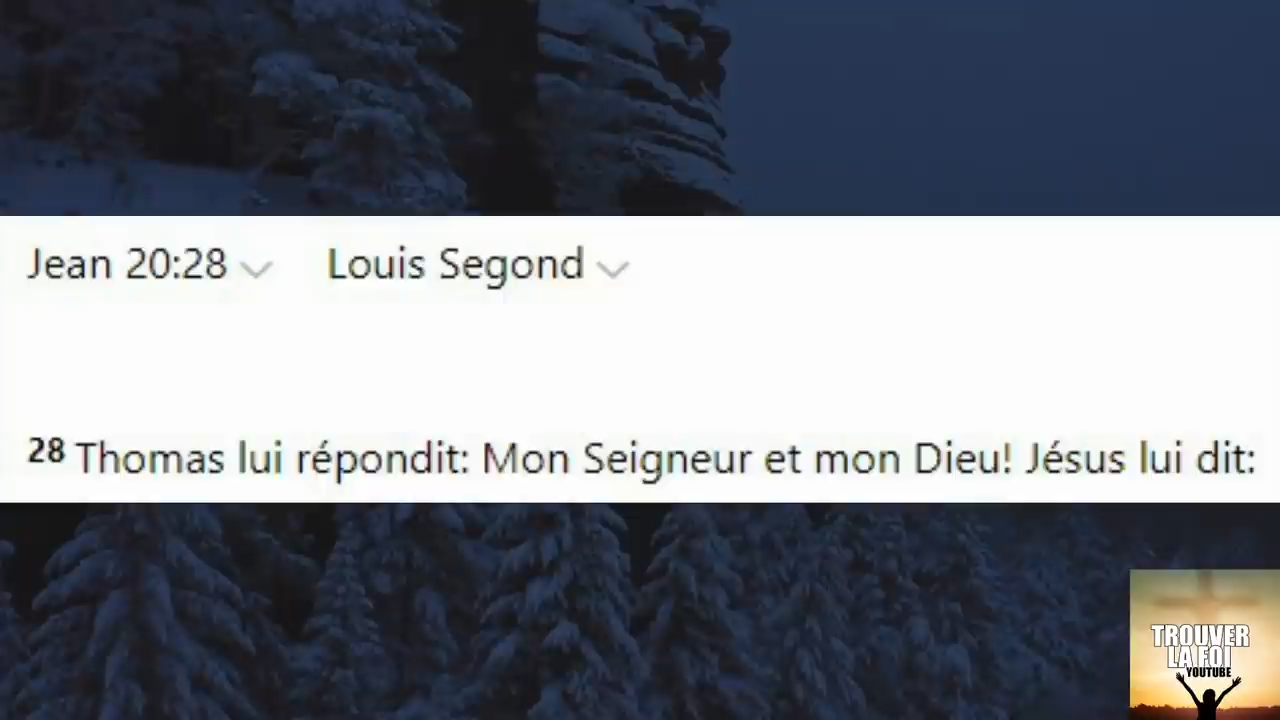 Jean 20:28 Louis Segond
28 Thomas lui répondit: Mon Seigneur et mon Dieu! Jésus lui dit:
TROUVER
LA FOI
YOUTUBE